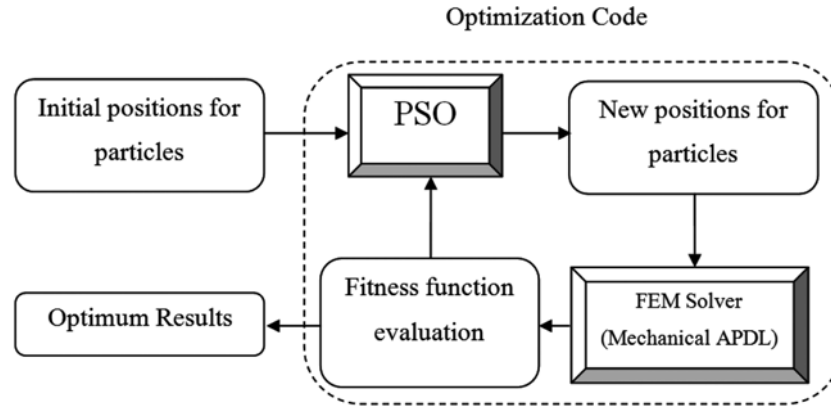 Optimization Code
Initial positions for
particles
PSO
New positions for
particles
Optimum Results
Fitness function
evaluation
FEM Solver
(Mechanical APDL)